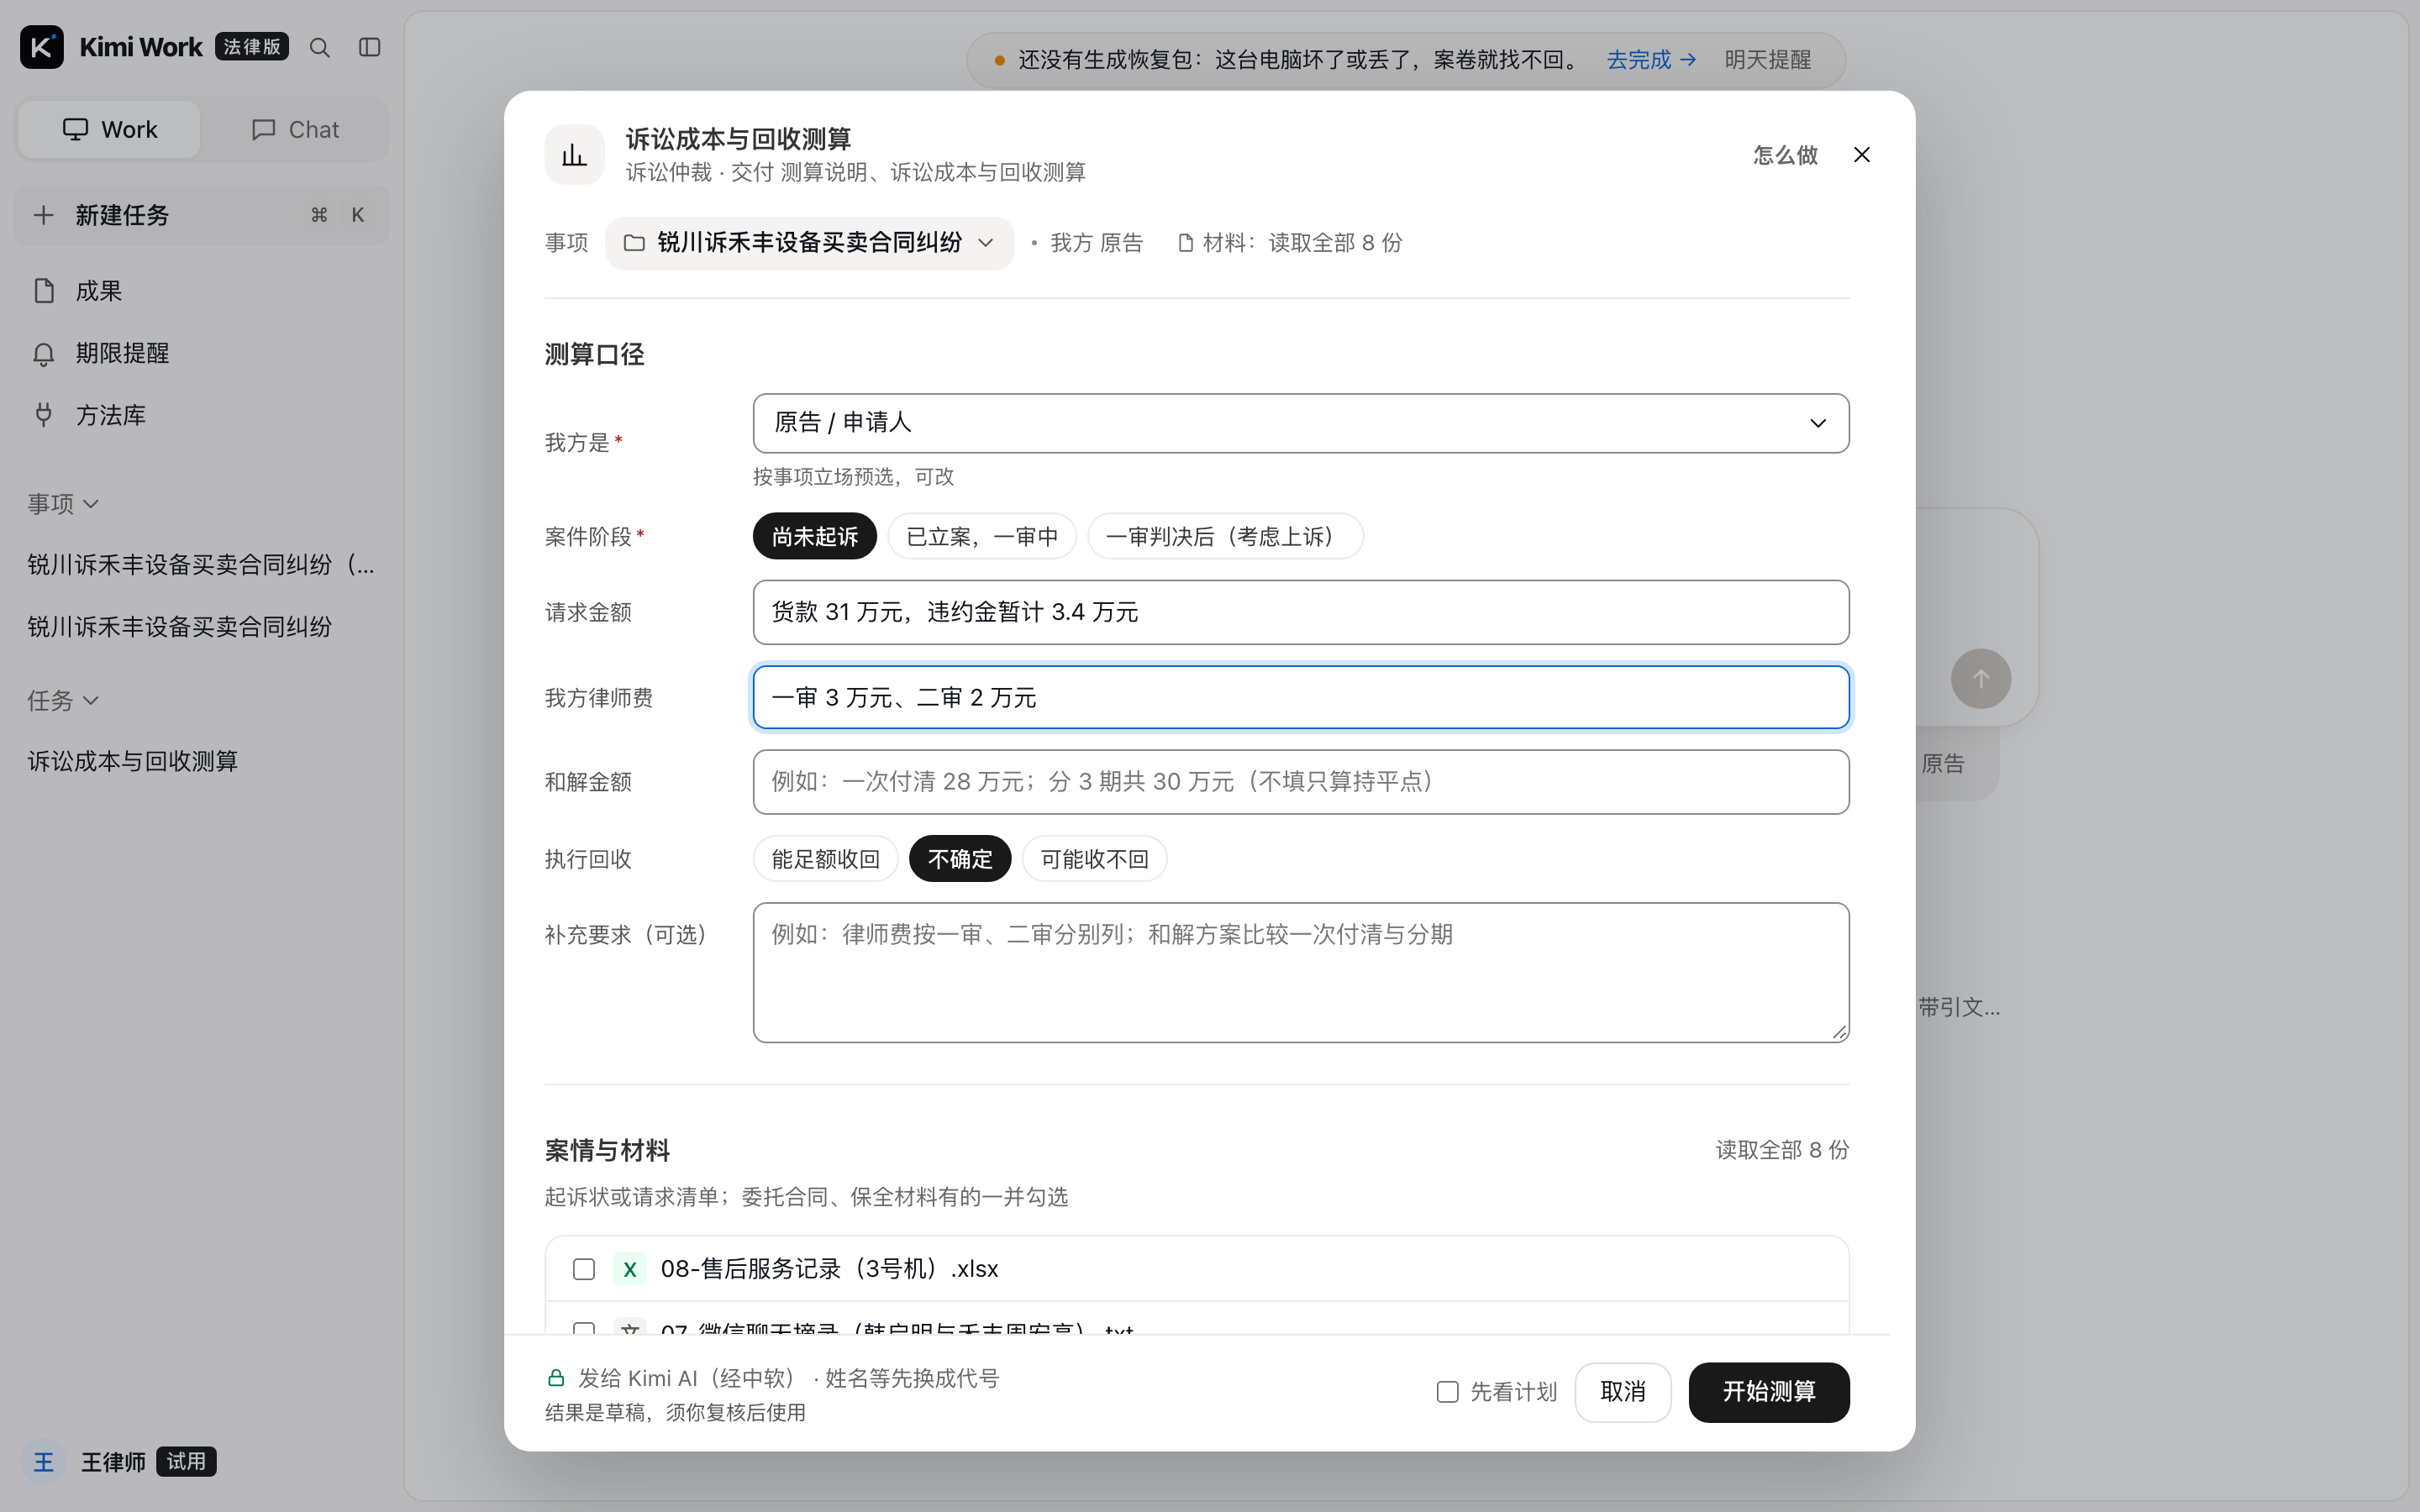 Kimi Work 法律版
Work
Chat
新建任务 ⌘ K
成果
期限提醒
方法库
事项
锐川诉禾丰设备买卖合同纠纷（...
锐川诉禾丰设备买卖合同纠纷
任务
诉讼成本与回收测算
王 王律师 试用
还没有生成恢复包：这台电脑坏了或丢了，案卷就找不回。 去完成 → 明天提醒
诉讼成本与回收测算
诉讼仲裁 · 交付 测算说明、诉讼成本与回收测算
怎么做
事项 锐川诉禾丰设备买卖合同纠纷 • 我方 原告 材料：读取全部 8 份
测算口径
我方是* 原告 / 申请人
按事项立场预选，可改
案件阶段* 尚未起诉 已立案，一审中 一审判决后（考虑上诉）
请求金额 货款 31 万元，违约金暂计 3.4 万元
我方律师费 一审 3 万元、二审 2 万元
和解金额 例如：一次付清 28 万元；分 3 期共 30 万元（不填只算持平点）
执行回收 能足额收回 不确定 可能收不回
补充要求（可选） 例如：律师费按一审、二审分别列；和解方案比较一次付清与分期
案情与材料 读取全部 8 份
起诉状或请求清单；委托合同、保全材料有的一并勾选
X 08-售后服务记录（3号机）.xlsx
文 07-微信聊天摘录（韩启明与禾丰周安亭）.txt
发给 Kimi AI（经中软） · 姓名等先换成代号
结果是草稿，须你复核后使用
先看计划 取消 开始测算
原告
带引文...